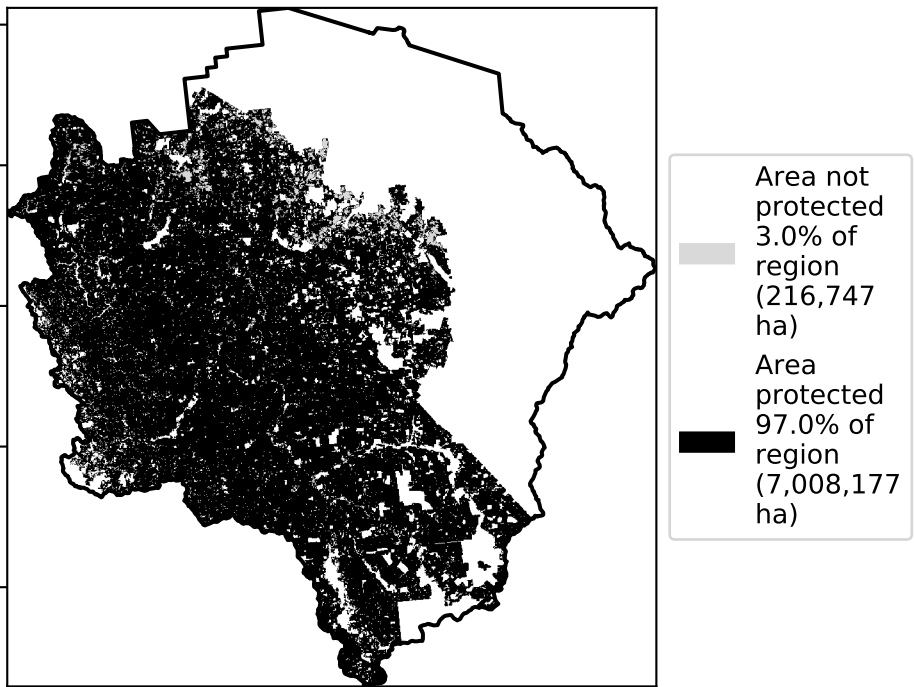 Area not
protected
3.0% of
region
(216,747
ha)
Area
protected
97.0% of
region
(7,008,177
ha)